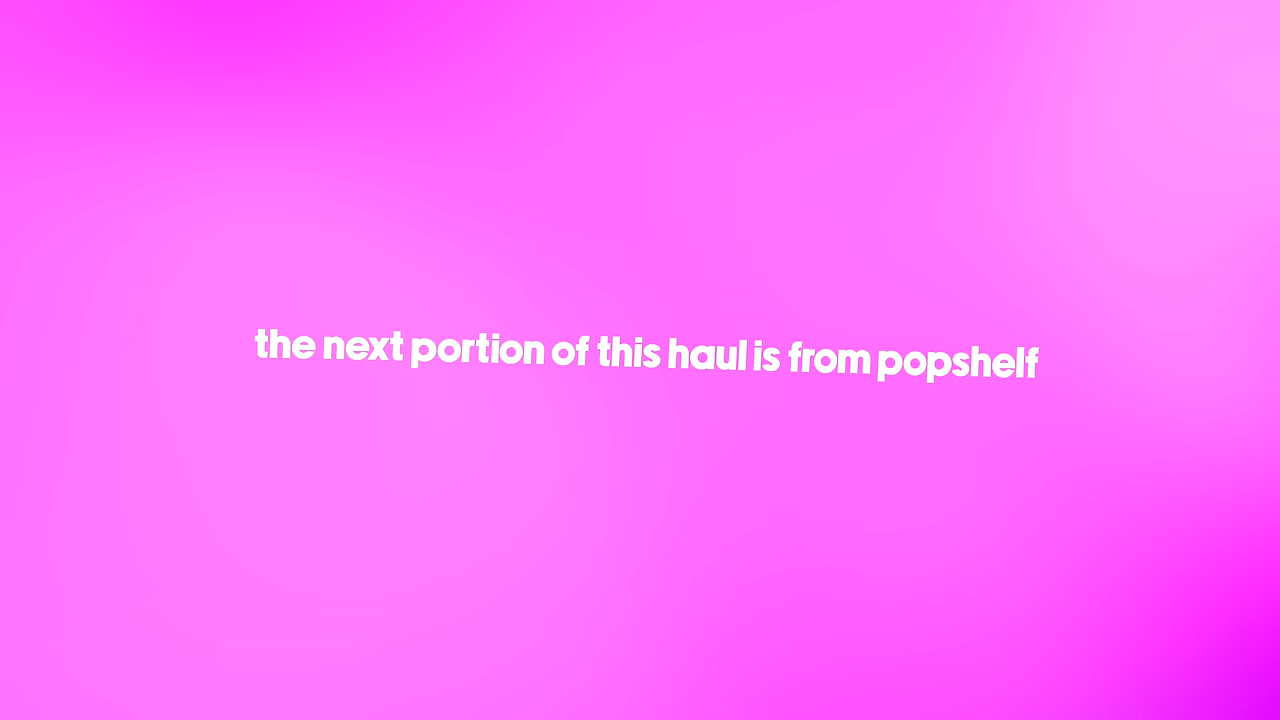 the next portion of this haul is from popshelf